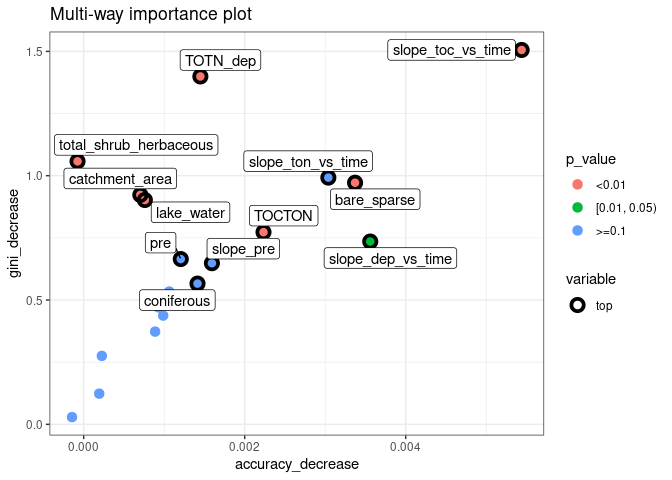 Multi-way importance plot
slope_toc_vs_time
TOTN_dep
total_shrub_herbaceous
slope_ton_vs_time
catchment_area
bare_sparse
lake_water
TOCTON
pre
slope_pre
slope_dep_vs_time
coniferous
1.5
1.0
0.5
0.0
gini_decrease
0.000
0.002
0.004
accuracy_decrease
p_value
<0.01
[0.01, 0.05)
>=0.1
variable
top